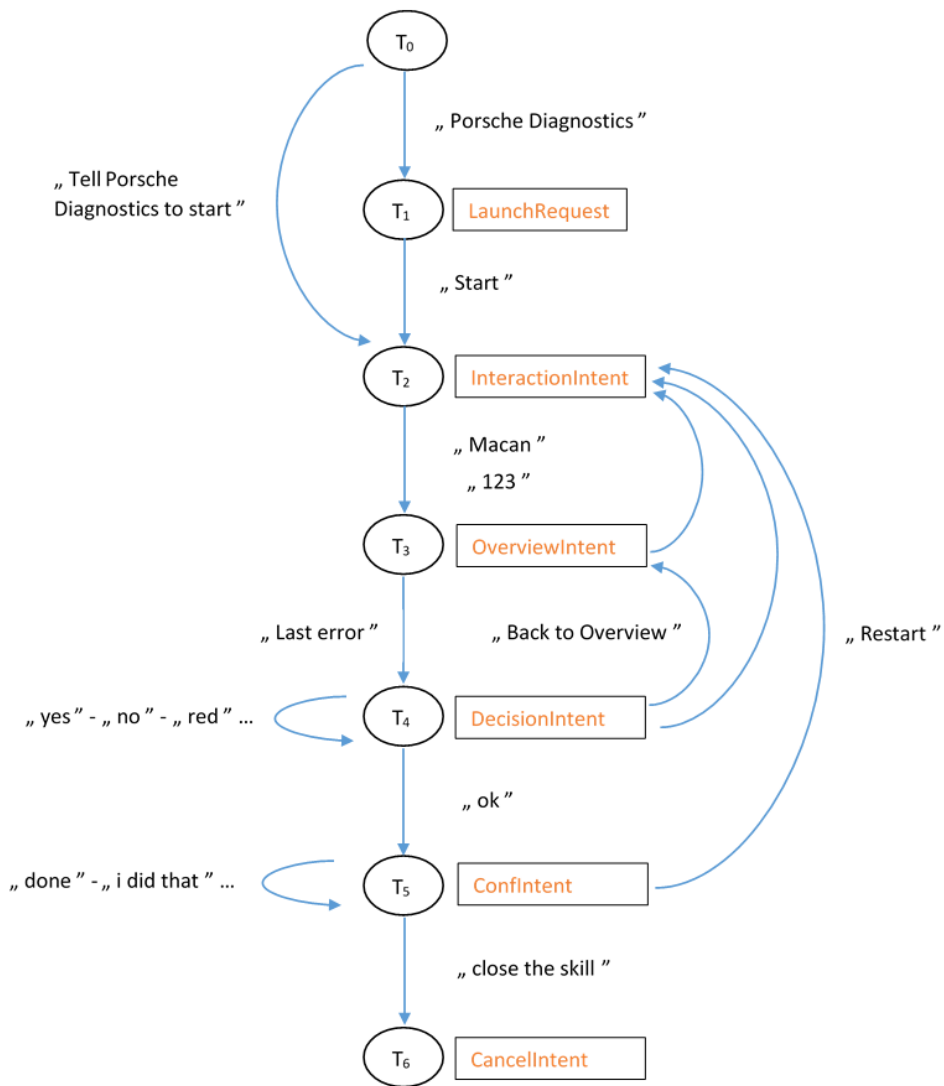 T₀
„ Porsche Diagnostics ”
„ Tell Porsche
Diagnostics to start ”
T₁
LaunchRequest
„ Start ”
T₂
InteractionIntent
„ Macan ”
„ 123 ”
T₃
OverviewIntent
„ Last error ”
„ Back to Overview ”
„ Restart ”
„ yes ” - „ no ” - „ red ” ...
T₄
DecisionIntent
„ ok ”
„ done ” - „ i did that ” ...
T₅
ConfIntent
„ close the skill ”
T₆
CancelIntent